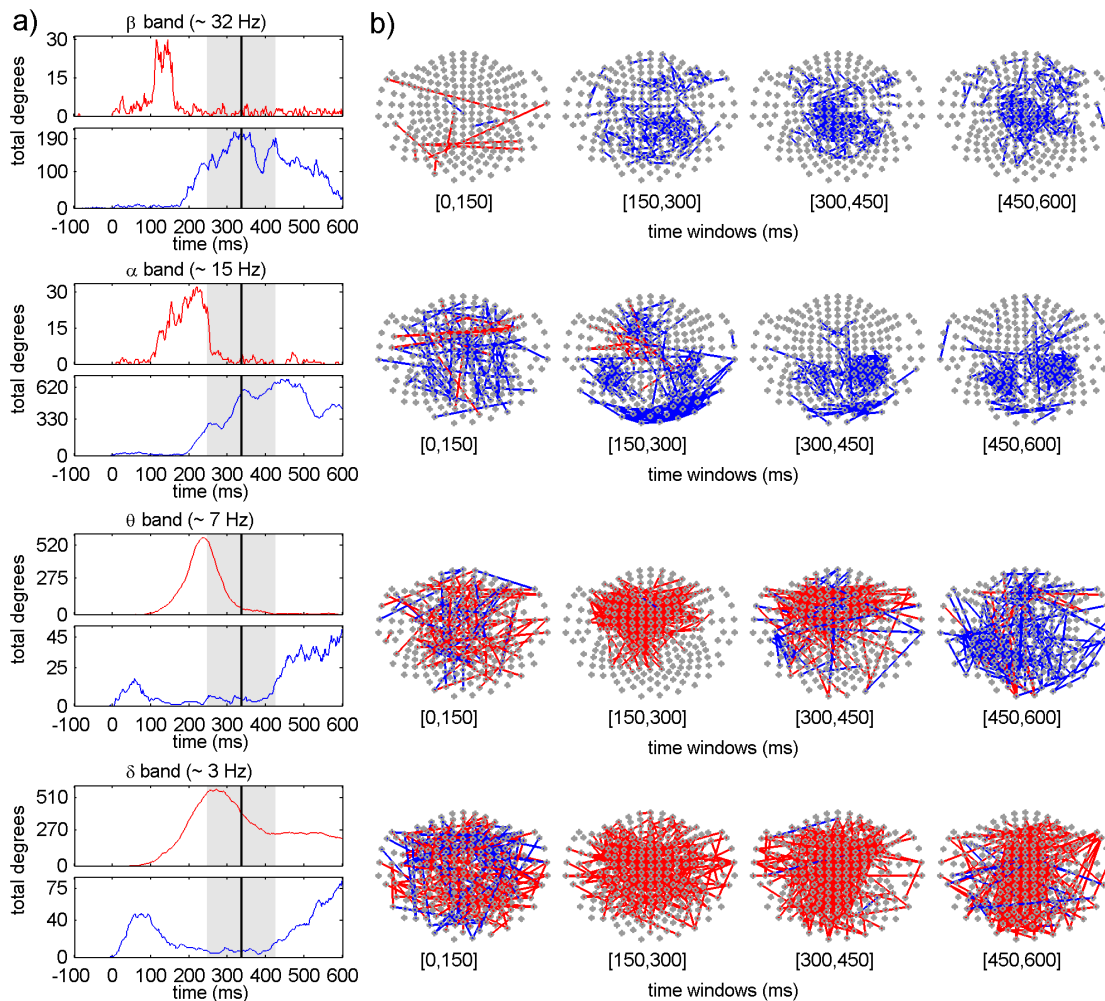 a)
β band (~ 32 Hz)
total degrees
30
15
0
190
100
0
-100 0 100 200 300 400 500 600
time (ms)
b)
[0,150] [150,300] [300,450] [450,600]
time windows (ms)
α band (~ 15 Hz)
total degrees
30
15
0
620
330
0
-100 0 100 200 300 400 500 600
time (ms)
[0,150] [150,300] [300,450] [450,600]
time windows (ms)
θ band (~ 7 Hz)
total degrees
520
275
0
45
25
0
-100 0 100 200 300 400 500 600
time (ms)
[0,150] [150,300] [300,450] [450,600]
time windows (ms)
δ band (~ 3 Hz)
total degrees
510
270
0
75
40
0
-100 0 100 200 300 400 500 600
time (ms)
[0,150] [150,300] [300,450] [450,600]
time windows (ms)